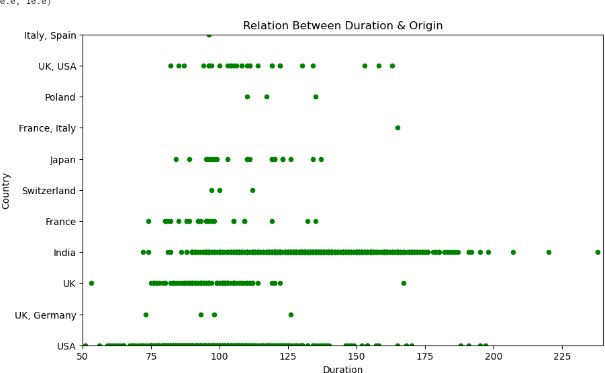 Relation Between Duration & Origin
Italy, Spain
UK, USA
Poland
France, Italy
Japan
Switzerland
France
India
UK
UK, Germany
USA
Country
50 75 100 125 150 175 200 225
Duration